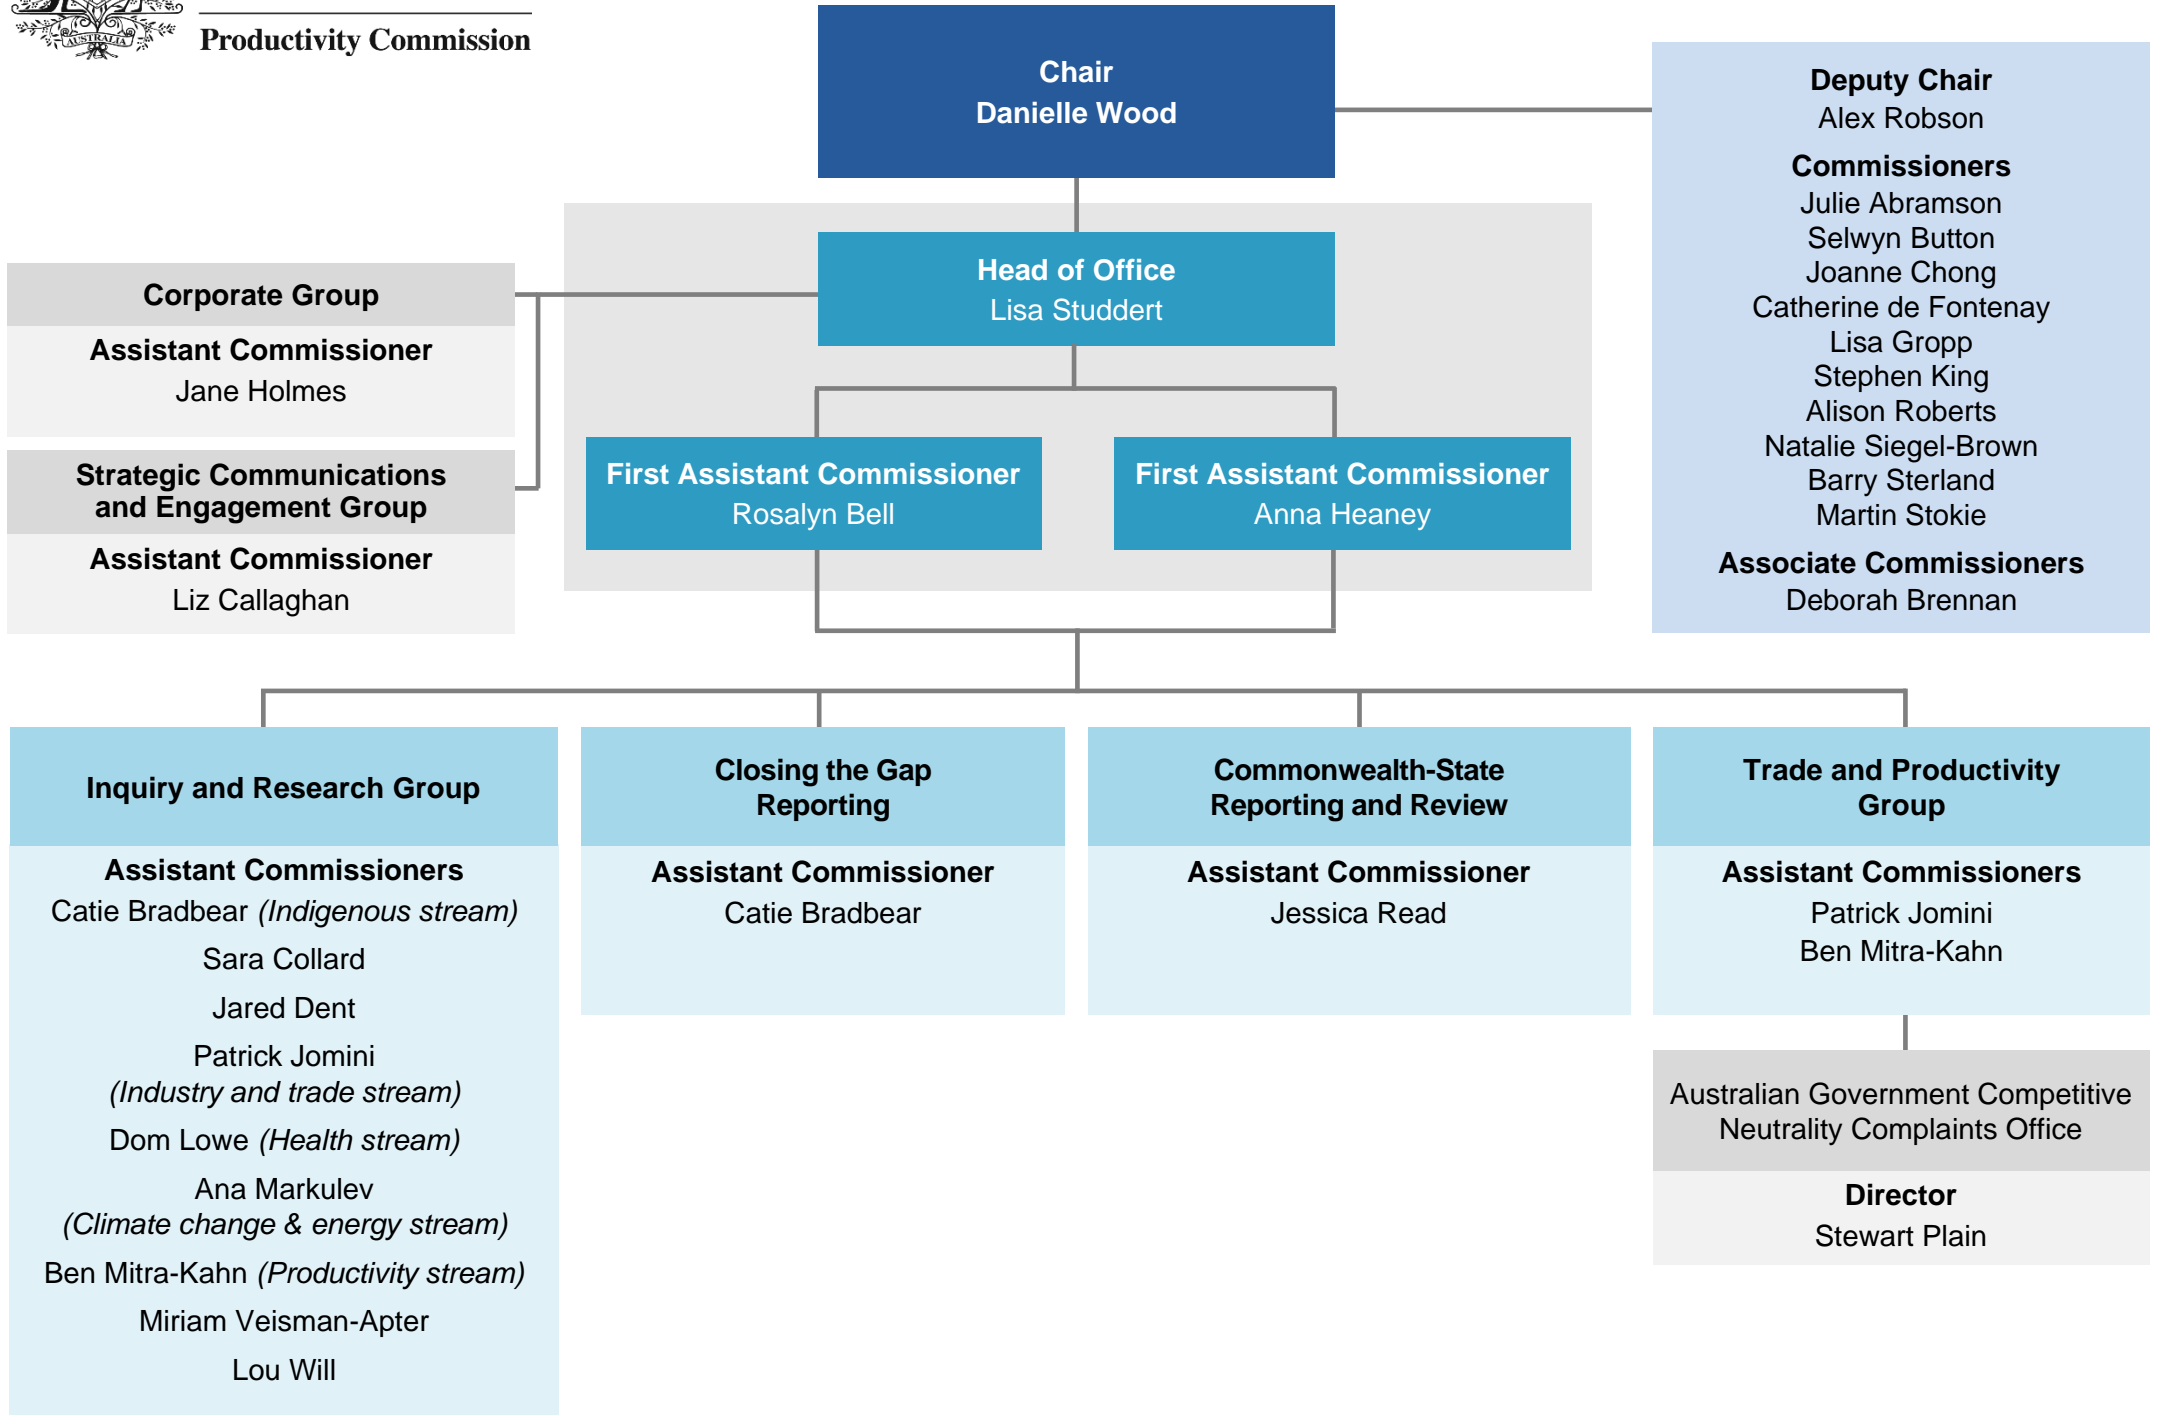 AUSTRALIA
Productivity Commission
Chair
Danielle Wood
Deputy Chair
Alex Robson
Commissioners
Julie Abramson
Selwyn Button
Joanne Chong
Catherine de Fontenay
Lisa Gropp
Stephen King
Alison Roberts
Natalie Siegel-Brown
Barry Sterland
Martin Stokie
Associate Commissioners
Deborah Brennan
Head of Office
Lisa Studdert
Corporate Group
Assistant Commissioner
Jane Holmes
Strategic Communications
and Engagement Group
Assistant Commissioner
Liz Callaghan
First Assistant Commissioner
Rosalyn Bell
First Assistant Commissioner
Anna Heaney
Inquiry and Research Group
Assistant Commissioners
Catie Bradbear (Indigenous stream)
Sara Collard
Jared Dent
Patrick Jomini
(Industry and trade stream)
Dom Lowe (Health stream)
Ana Markulev
(Climate change & energy stream)
Ben Mitra-Kahn (Productivity stream)
Miriam Veisman-Apter
Lou Will
Closing the Gap
Reporting
Assistant Commissioner
Catie Bradbear
Commonwealth-State
Reporting and Review
Assistant Commissioner
Jessica Read
Trade and Productivity
Group
Assistant Commissioners
Patrick Jomini
Ben Mitra-Kahn
Australian Government Competitive
Neutrality Complaints Office
Director
Stewart Plain